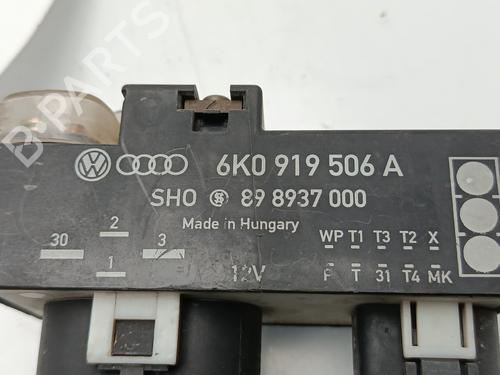 6K0 919 506 A
SHO 89 8937 000
Made in Hungary
WP T1 T3 T2 X
30 2 3
1
12V
P T 31 T4 MK